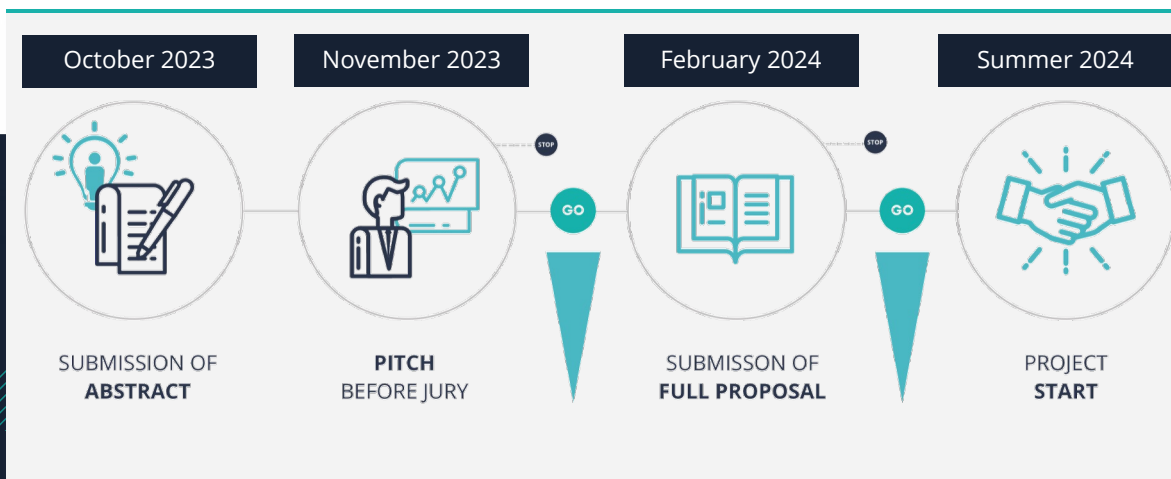 October 2023
November 2023
February 2024
Summer 2024
STOP
STOP
GO
GO
SUBMISSION OF
ABSTRACT
PITCH
BEFORE JURY
SUBMISSON OF
FULL PROPOSAL
PROJECT
START